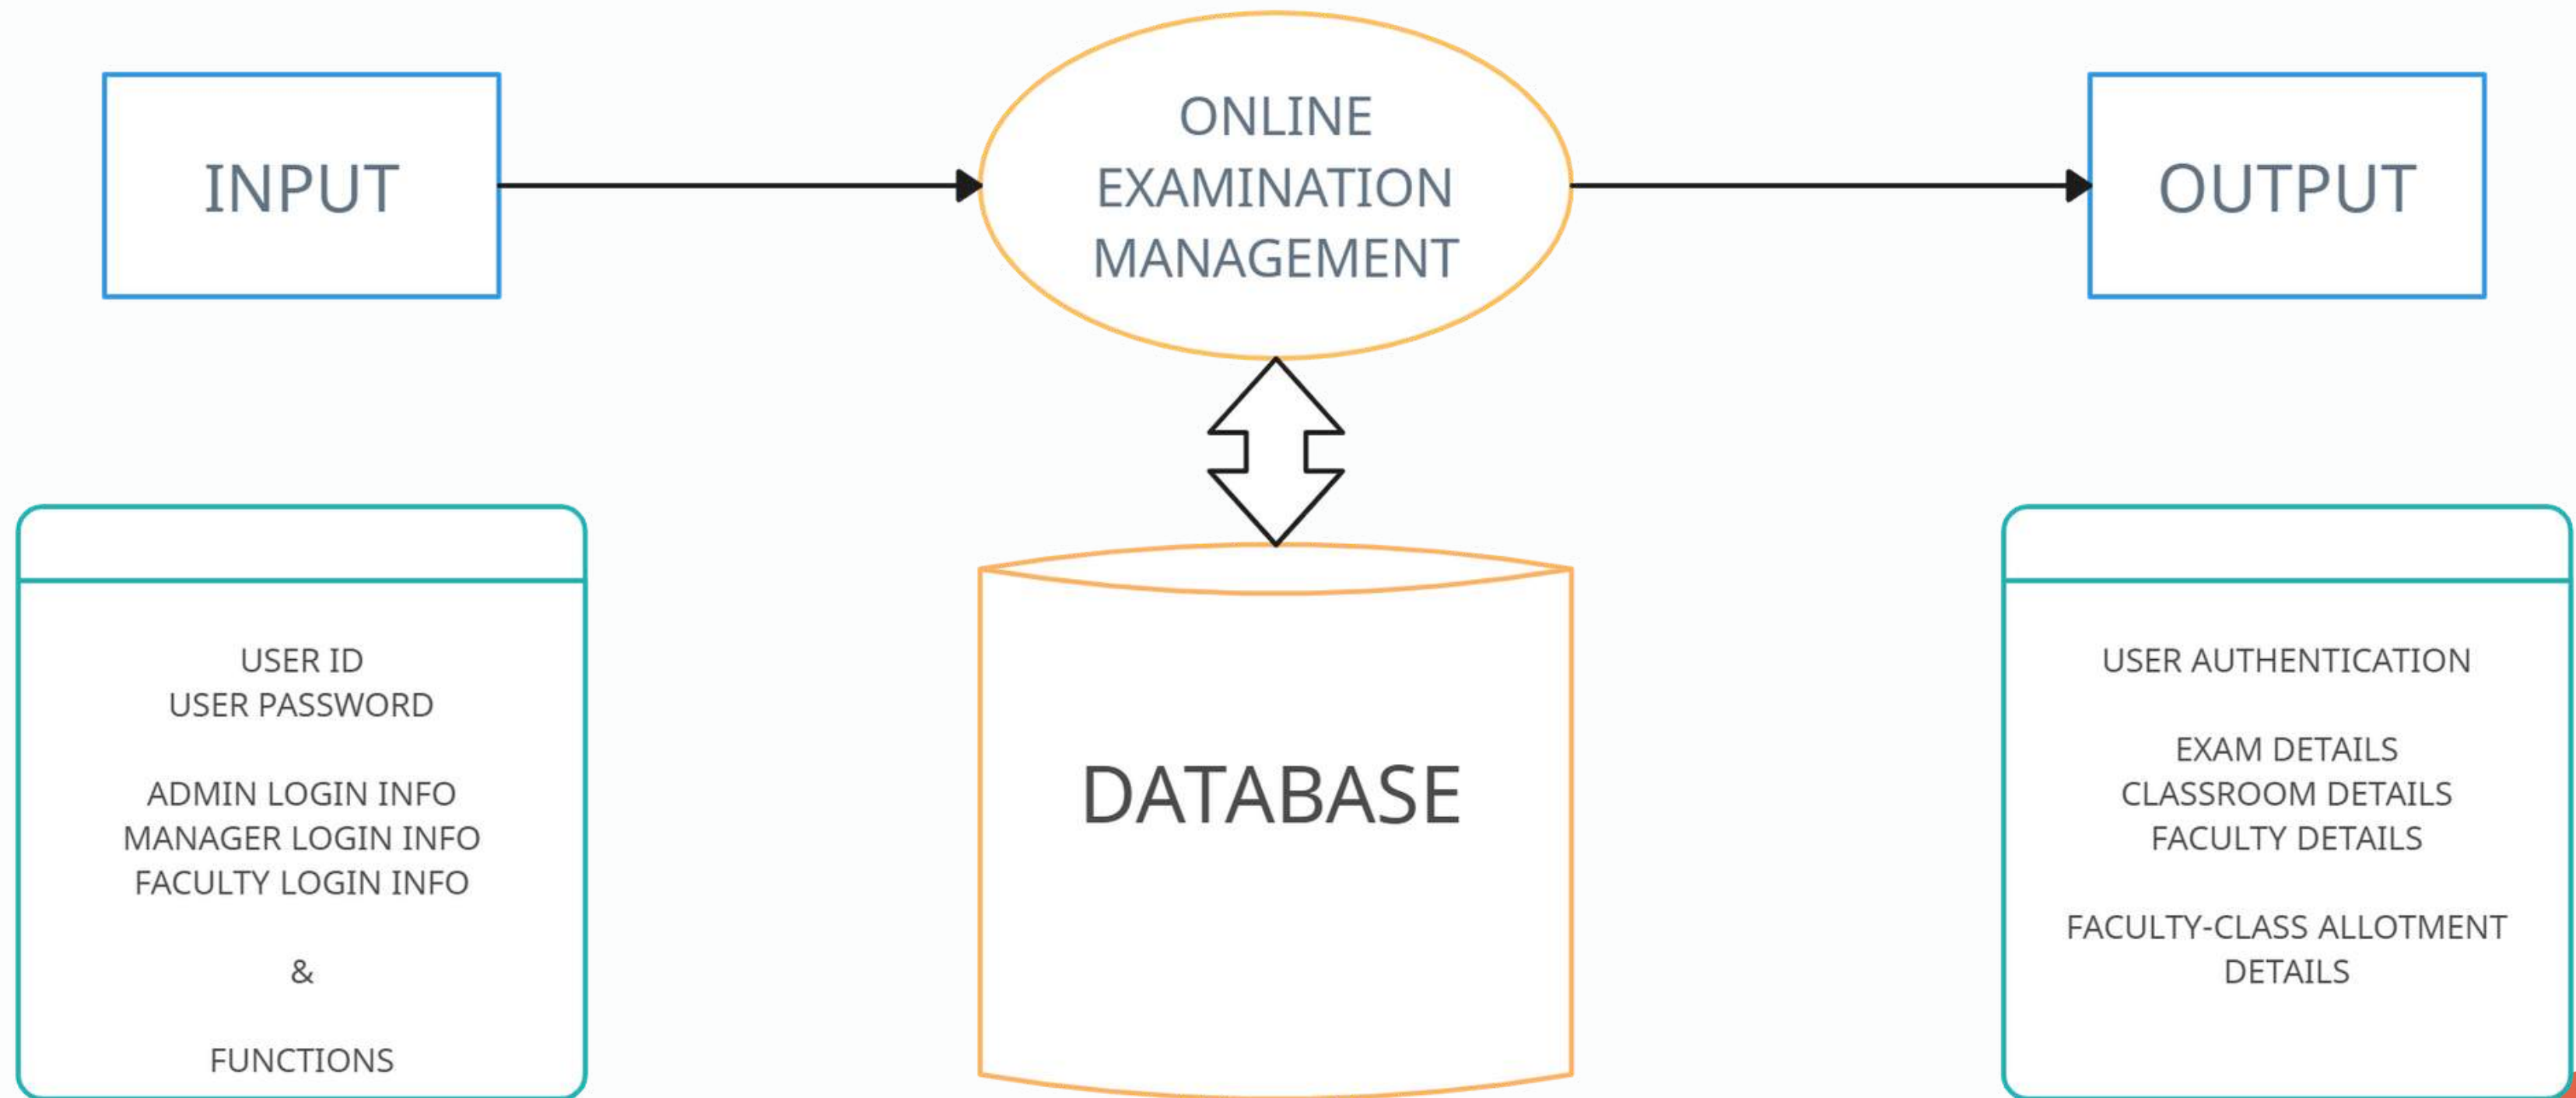 INPUT
ONLINE
EXAMINATION
MANAGEMENT
OUTPUT
USER ID
USER PASSWORD
ADMIN LOGIN INFO
MANAGER LOGIN INFO
FACULTY LOGIN INFO
&
FUNCTIONS
DATABASE
USER AUTHENTICATION
EXAM DETAILS
CLASSROOM DETAILS
FACULTY DETAILS
FACULTY-CLASS ALLOTMENT
DETAILS